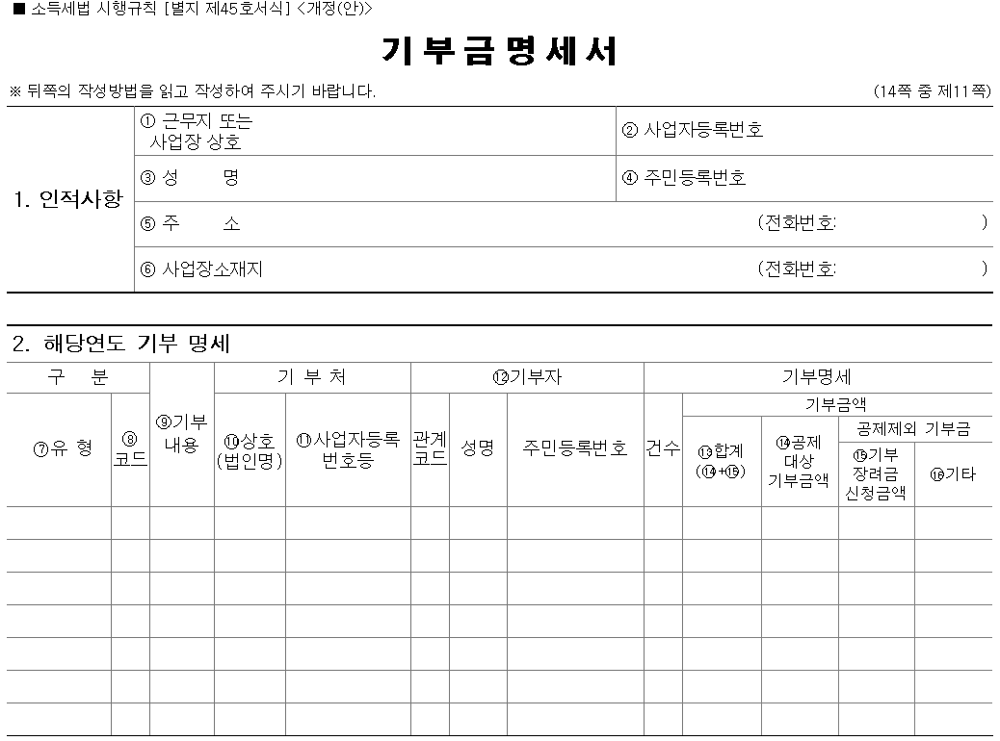 ■ 소득세법 시행규칙 [별지 제45호서식] <개정(안)>
기부금명세서
※ 뒤쪽의 작성방법을 읽고 작성하여 주시기 바랍니다.
(14쪽 중 제11쪽)
1. 인적사항
① 근무지 또는
사업장 상호
② 사업자등록번호
③ 성 명
④ 주민등록번호
⑤ 주 소
(전화번호: )
⑥ 사업장소재지
(전화번호: )
2. 해당연도 기부 명세
구 분
⑨기부
내용
기 부 처
⑫기부자
기부명세
⑦유 형
⑧
코드
⑩상호
(법인명)
⑪사업자등록
번호등
관계
코드
성명
주민등록번호
건수
기부금액
⑬합계
(⑭+⑮)
⑭공제
대상
기부금액
공제제외 기부금
⑮기부
장려금
신청금액
⑯기타